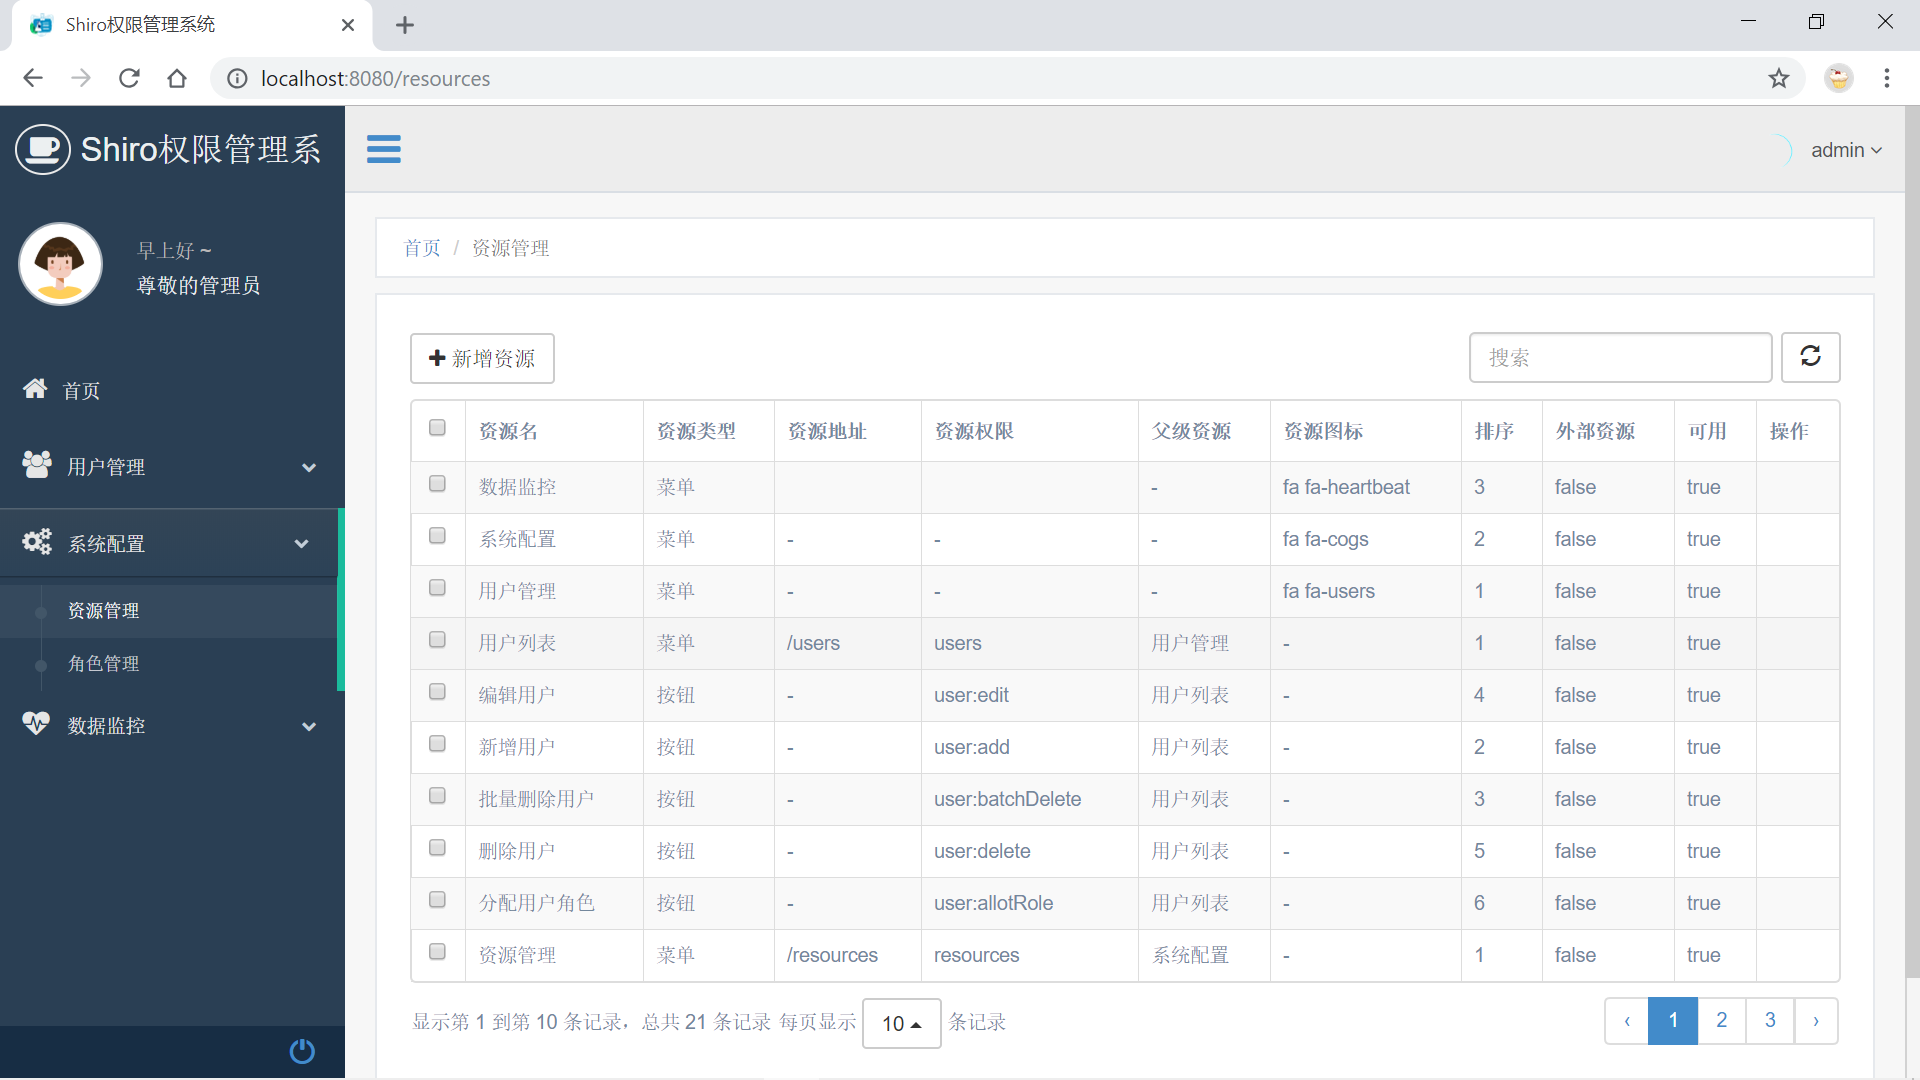 Shiro权限管理系统
localhost:8080/resources
Shiro权限管理系
admin
早上好 ~
尊敬的管理员
首页
用户管理
系统配置
资源管理
角色管理
数据监控
首页 / 资源管理
新增资源
搜索
资源名 资源类型 资源地址 资源权限 父级资源 资源图标 排序 外部资源 可用 操作
数据监控 菜单 - fa fa-heartbeat 3 false true
系统配置 菜单 - - - fa fa-cogs 2 false true
用户管理 菜单 - - - fa fa-users 1 false true
用户列表 菜单 /users users 用户管理 - 1 false true
编辑用户 按钮 - user:edit 用户列表 - 4 false true
新增用户 按钮 - user:add 用户列表 - 2 false true
批量删除用户 按钮 - user:batchDelete 用户列表 - 3 false true
删除用户 按钮 - user:delete 用户列表 - 5 false true
分配用户角色 按钮 - user:allotRole 用户列表 - 6 false true
资源管理 菜单 /resources resources 系统配置 - 1 false true
显示第 1 到第 10 条记录，总共 21 条记录 每页显示 10 条记录
‹ 1 2 3 ›